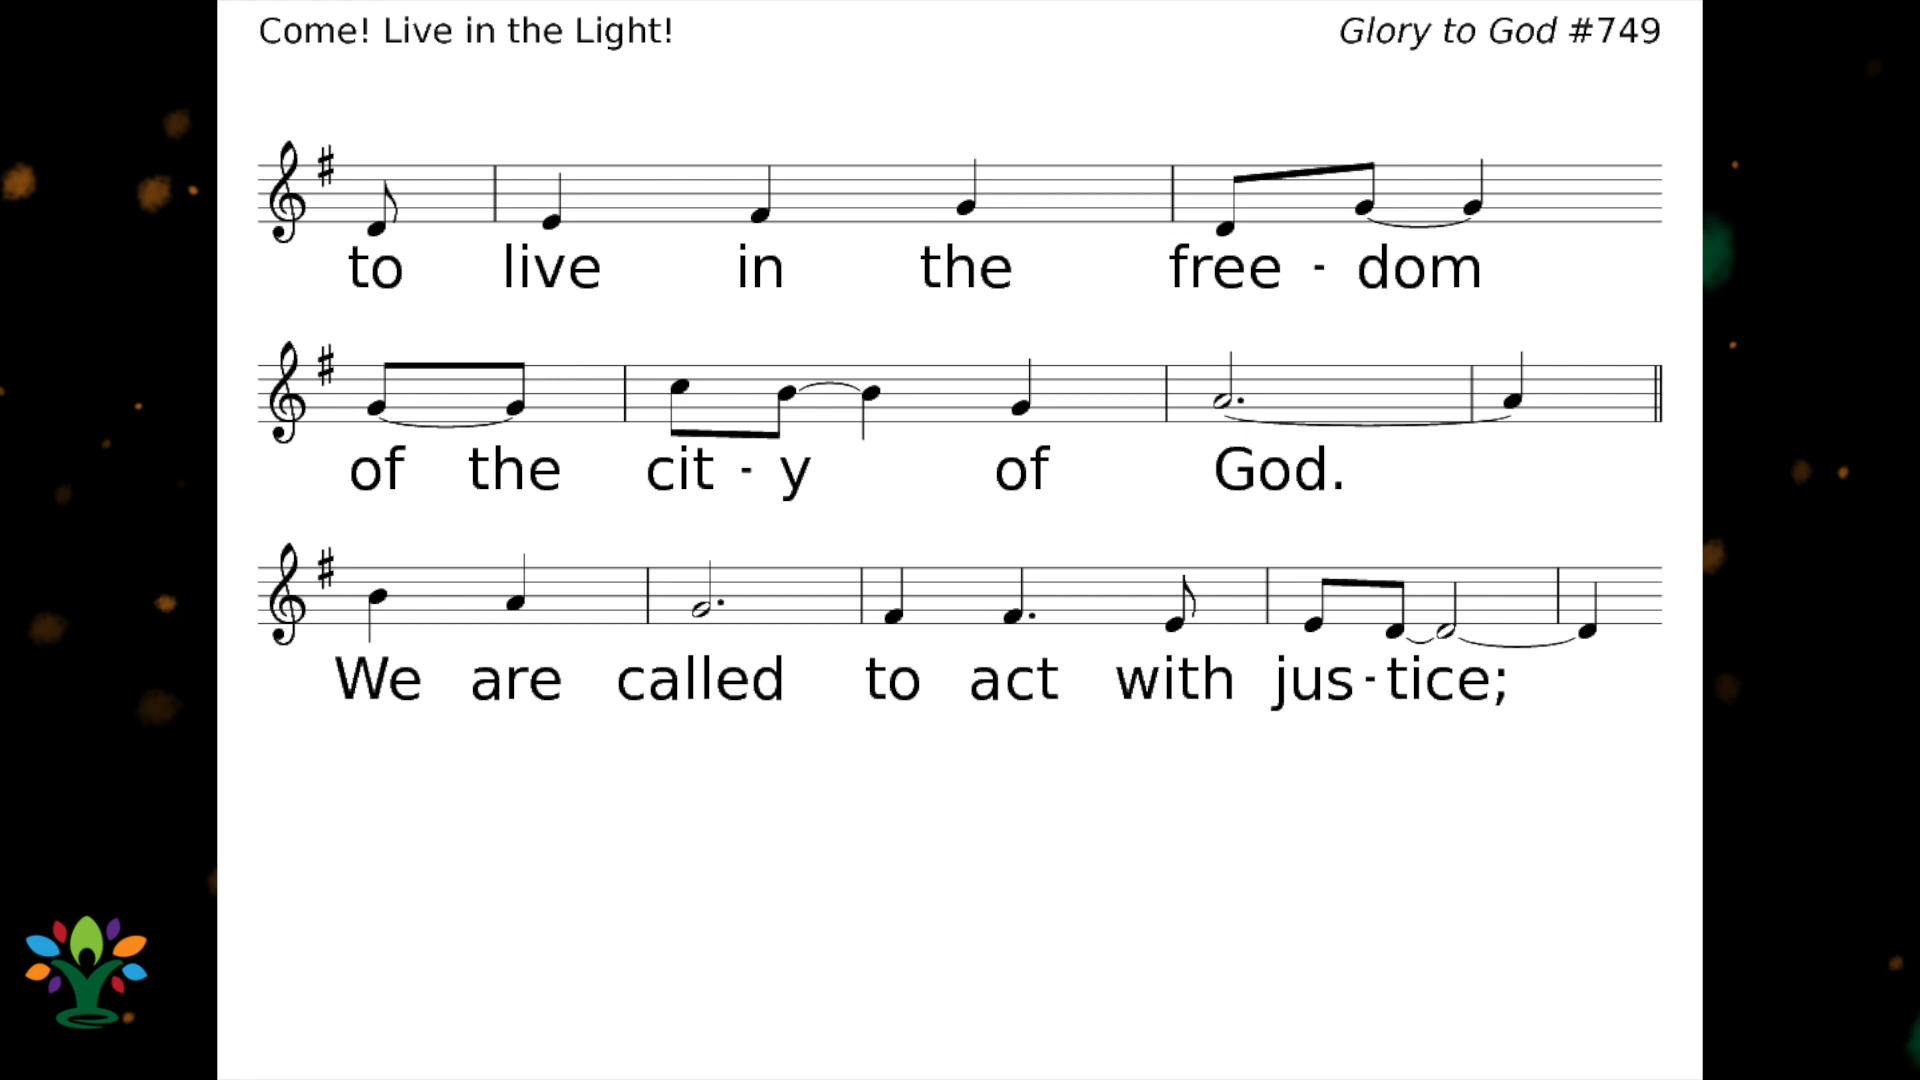 Come! Live in the Light!
Glory to God #749
to live in the free - dom
of the cit - y of God.
We are called to act with jus - tice;